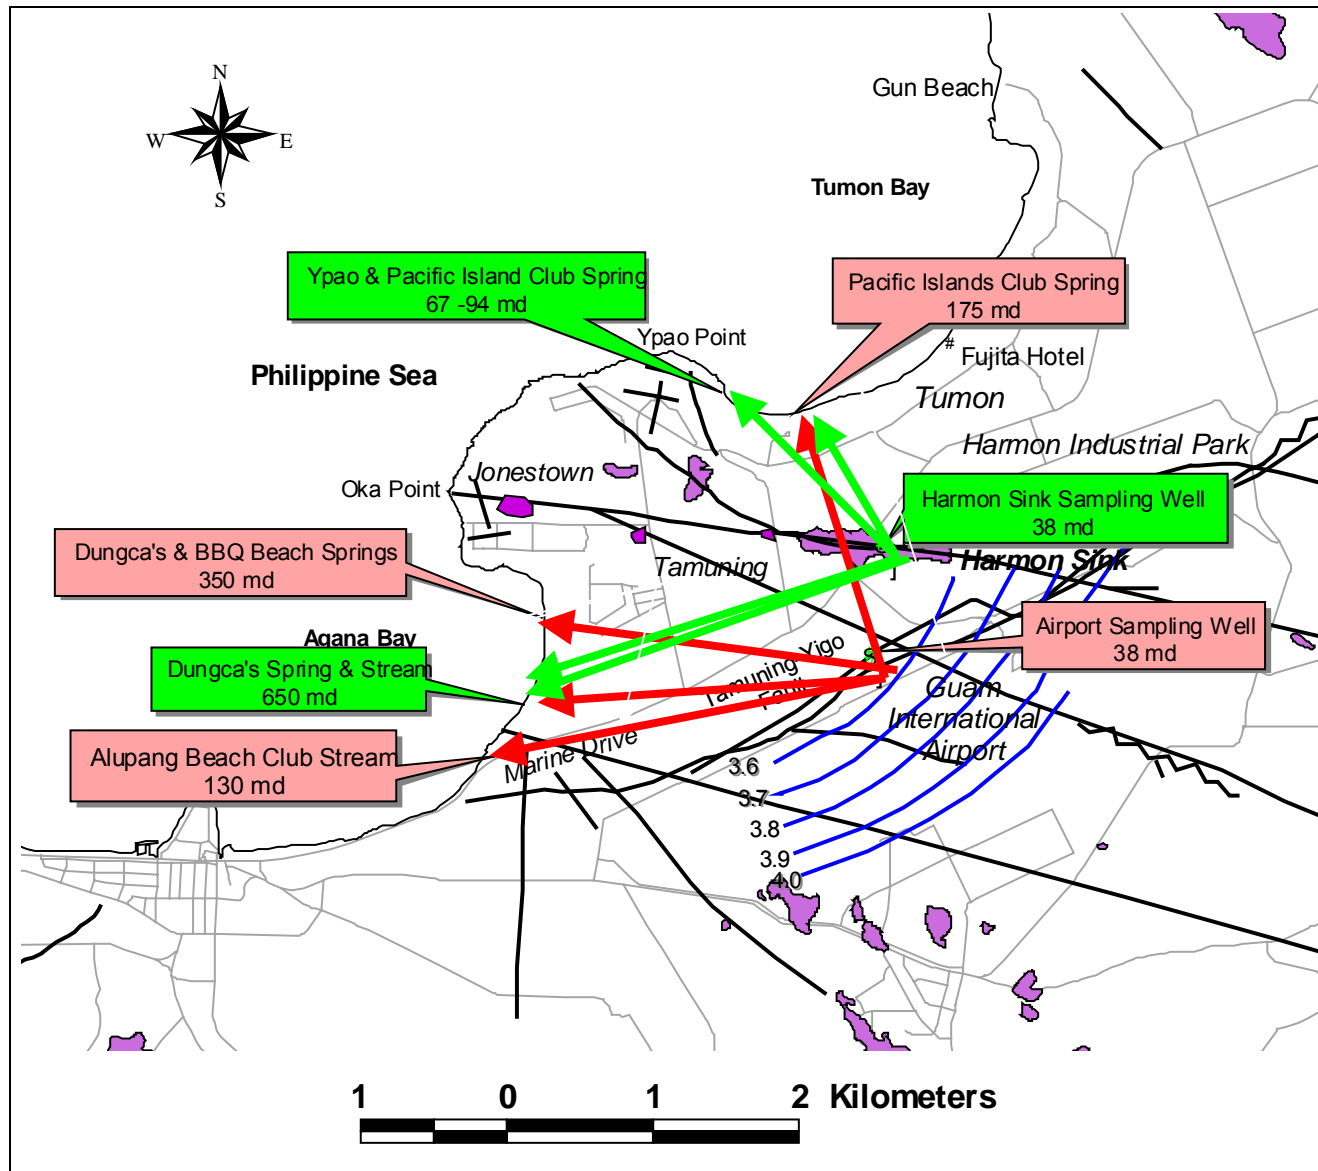 N
W
E
S
Gun Beach
Tumon Bay
Ypao & Pacific Island Club Spring
67 -94 md
Pacific Islands Club Spring
175 md
Ypao Point
#
Fujita Hotel
Philippine Sea
Tumon
Harmon Industrial Park
Jonestown
Oka Point
Harmon Sink Sampling Well
38 md
Dungca's & BBQ Beach Springs
350 md
Tamuning
Harmon Sink
]
Airport Sampling Well
38 md
Agana Bay
Dungca's Spring & Stream
650 md
Tamuning Yigo
Fault
]
Guam
International
Airport
Alupang Beach Club Stream
130 md
Marine Drive
3.6
3.7
3.8
3.9
4.0
1 0 1 2 Kilometers